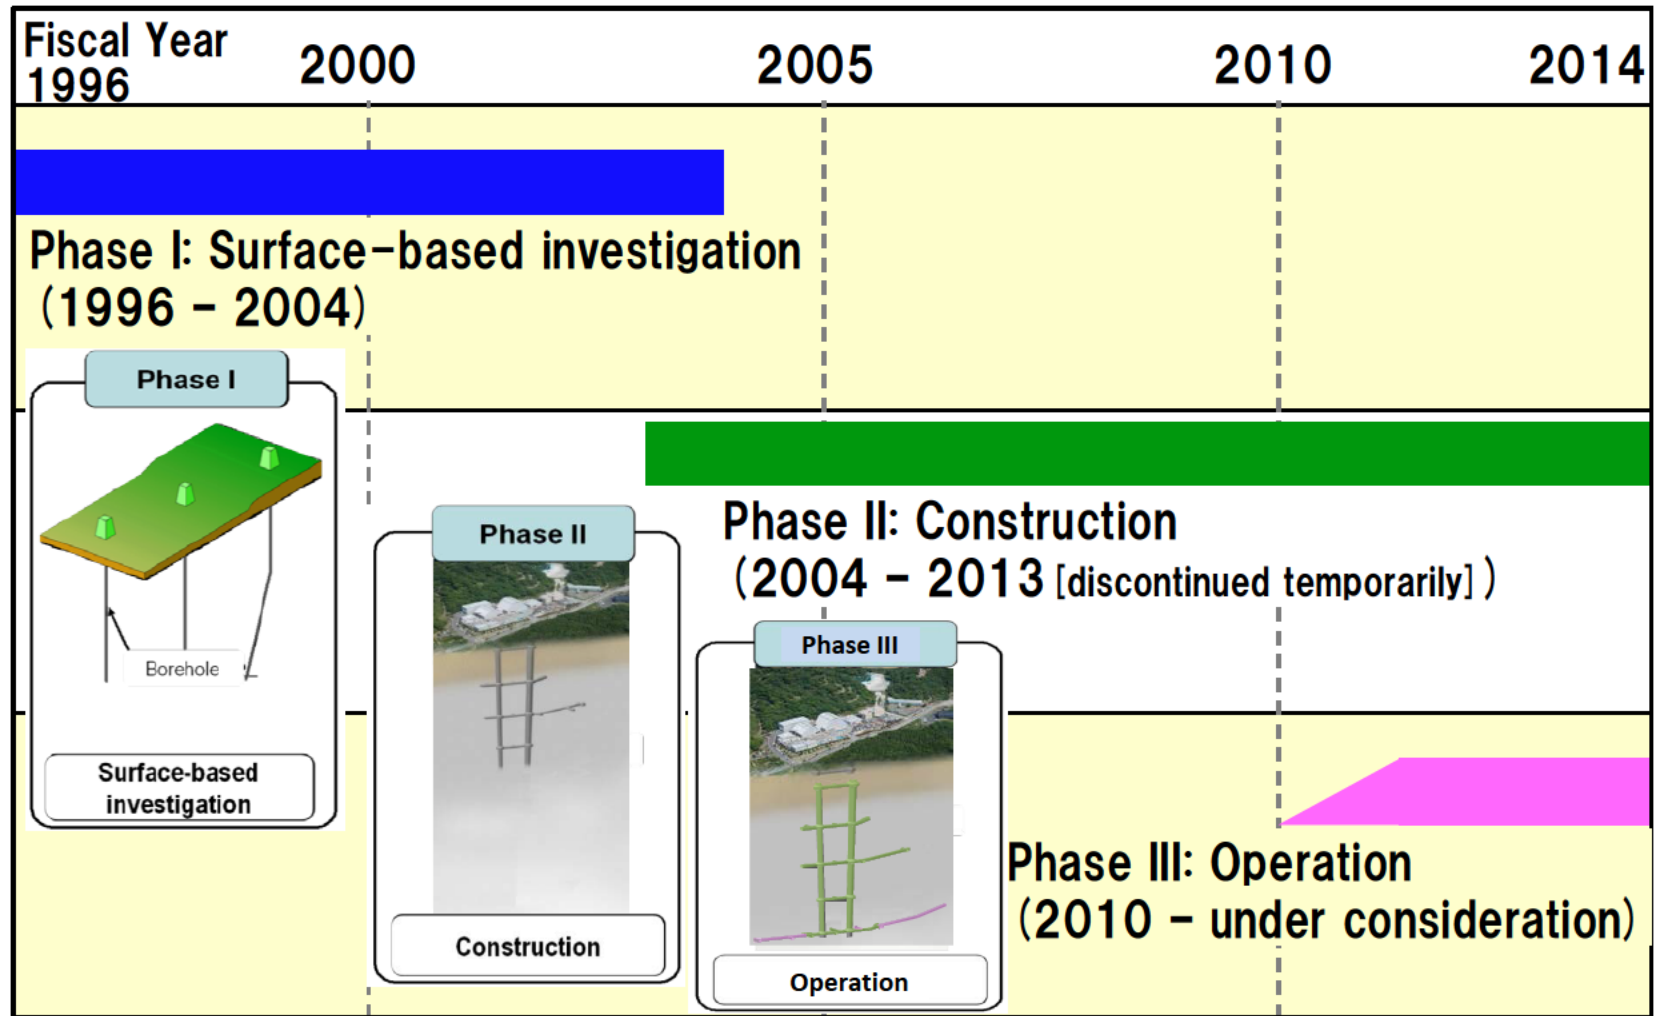 Fiscal Year
1996
2000
2005
2010
2014
Phase I: Surface-based investigation
(1996 - 2004)
Phase I
Borehole
Surface-based
investigation
Phase II: Construction
(2004 - 2013 [discontinued temporarily] )
Phase II
Construction
Phase III
Operation
Phase III: Operation
(2010 - under consideration)